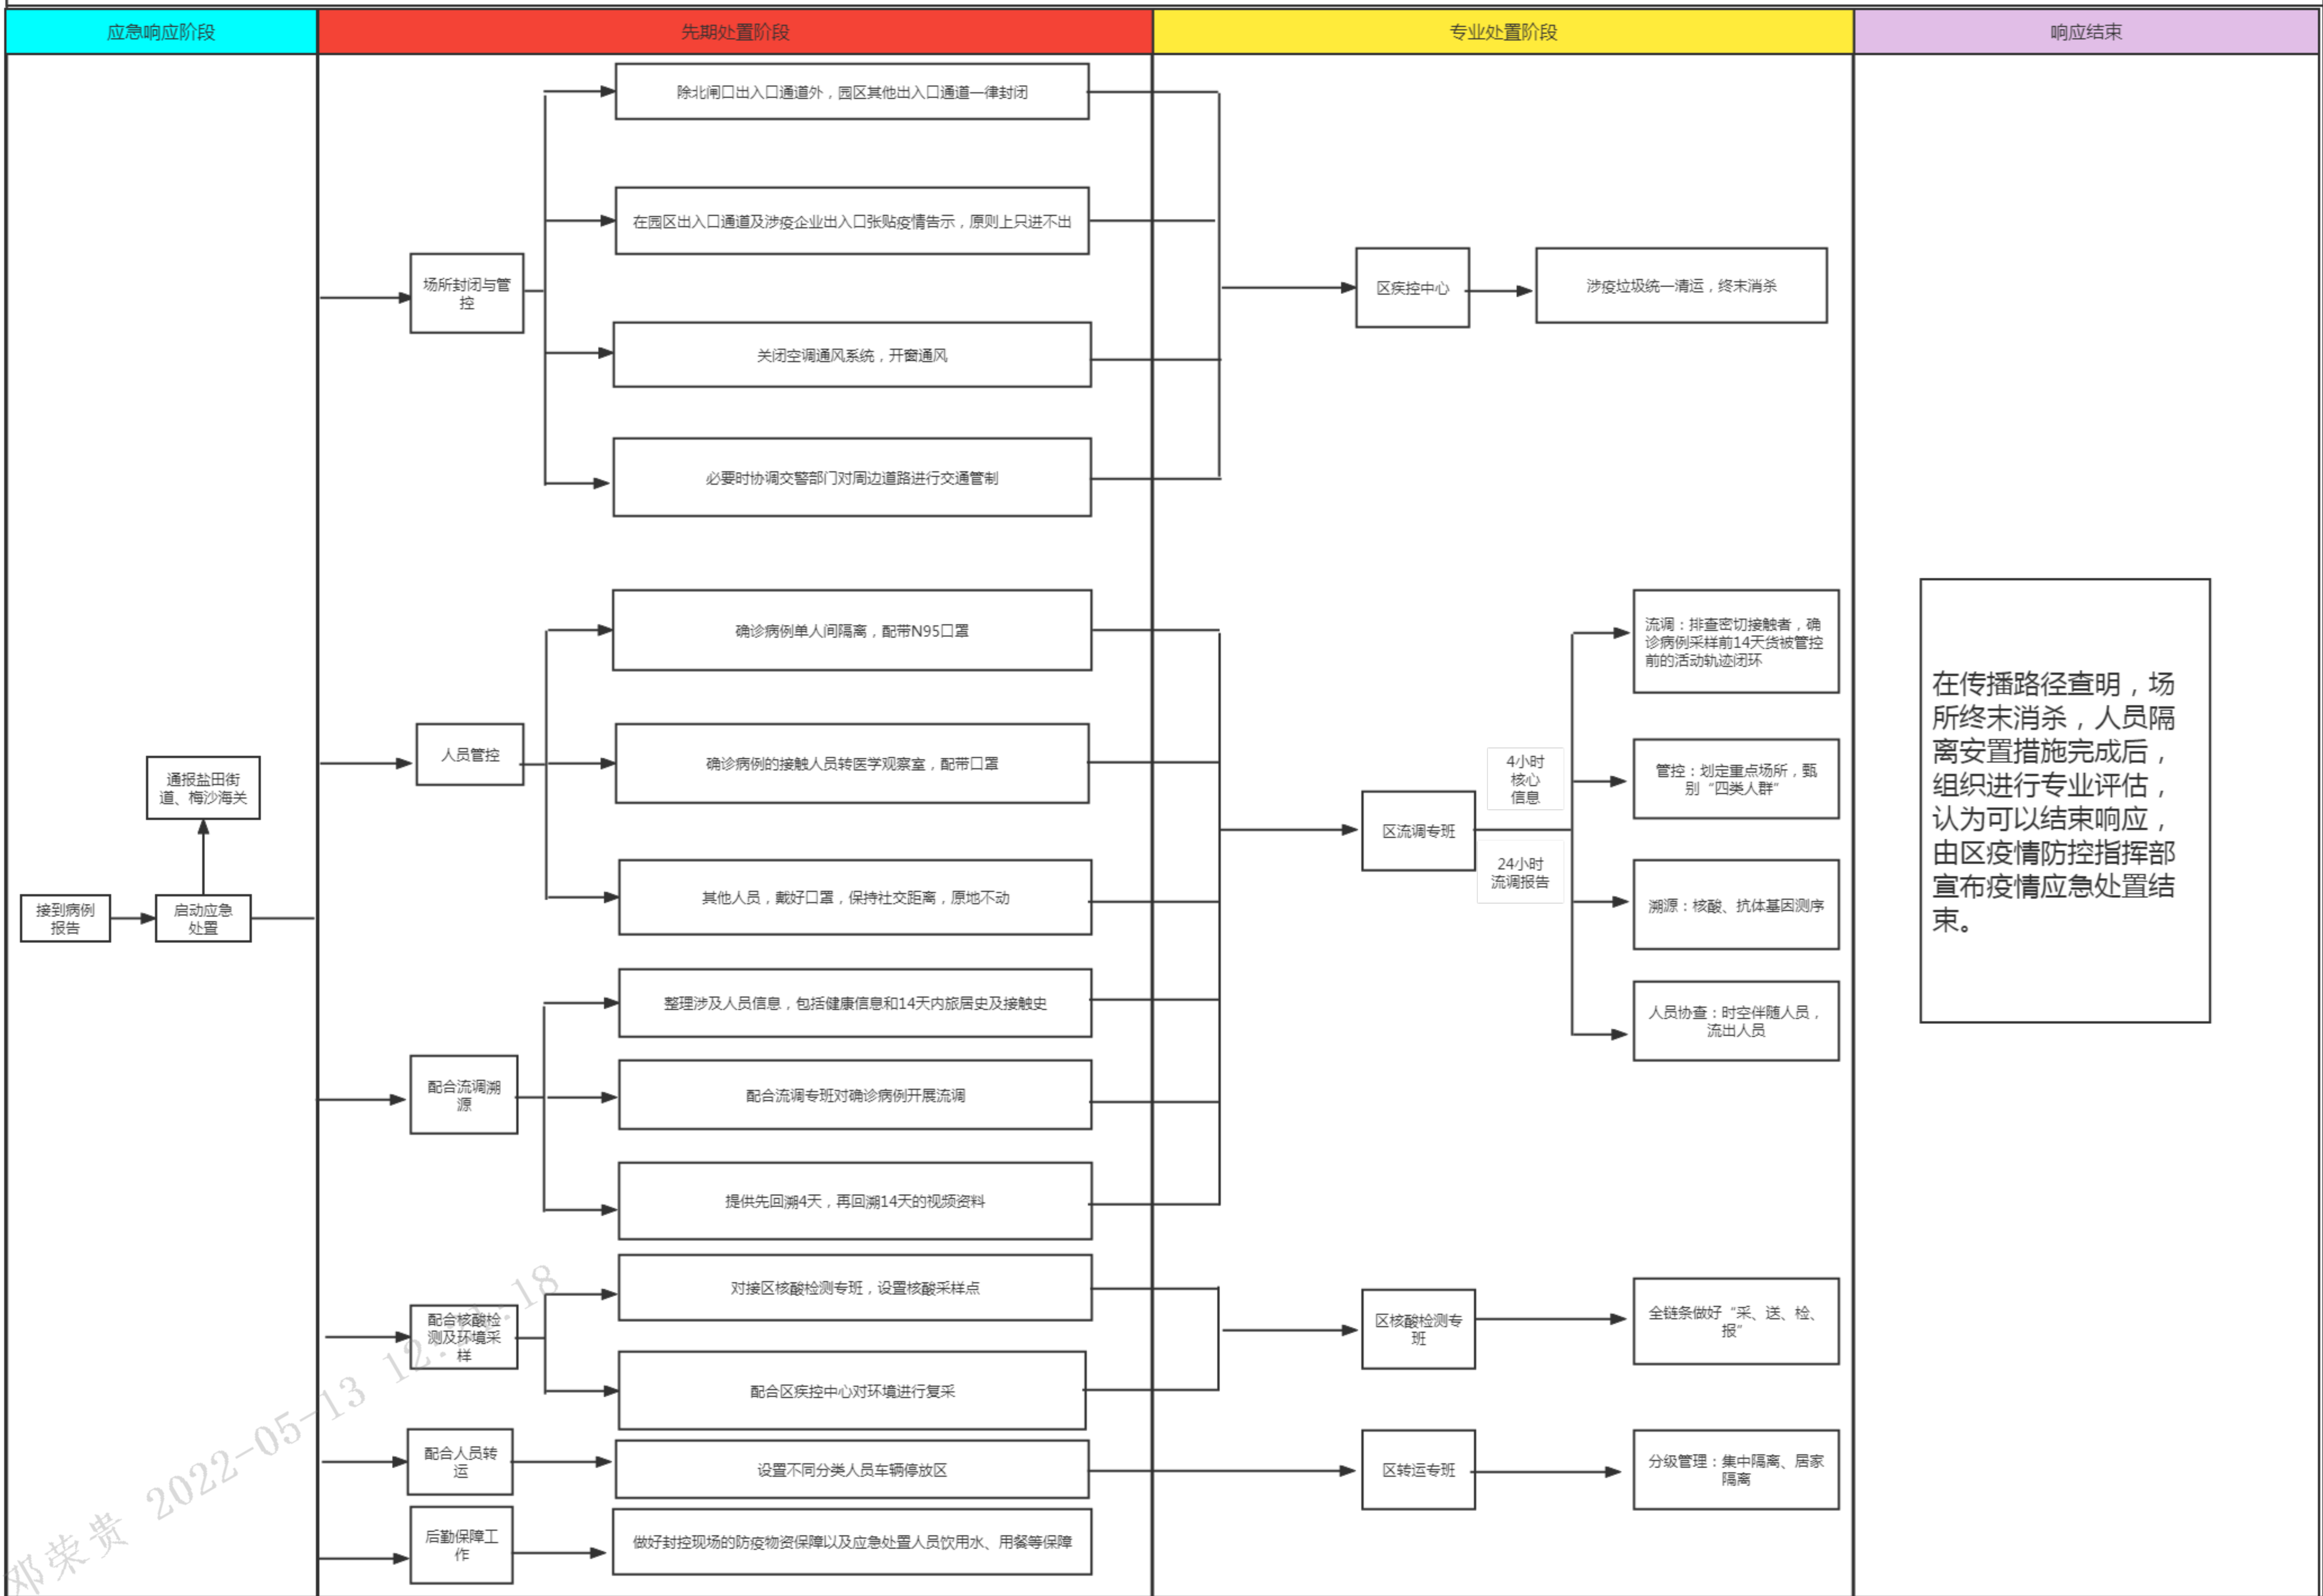 应急响应阶段
先期处置阶段
专业处置阶段
响应结束
接到病例
报告
启动应急
处置
通报盐田街
道、梅沙海关
场所封闭与管
控
除北闸口出入口通道外，园区其他出入口通道一律封闭
在园区出入口通道及涉疫企业出入口张贴疫情告示，原则上只进不出
关闭空调通风系统，开窗通风
必要时协调交警部门对周边道路进行交通管制
区疾控中心
涉疫垃圾统一清运，终末消杀
人员管控
确诊病例单人间隔离，配带N95口罩
确诊病例的接触人员转医学观察室，配带口罩
其他人员，戴好口罩，保持社交距离，原地不动
配合流调溯
源
整理涉及人员信息，包括健康信息和14天内旅居史及接触史
配合流调专班对确诊病例开展流调
提供先回溯4天，再回溯14天的视频资料
区流调专班
4小时
核心
信息
24小时
流调报告
流调：排查密切接触者，确
诊病例采样前14天货被管控
前的活动轨迹闭环
管控：划定重点场所，甄
别“四类人群”
溯源：核酸、抗体基因测序
人员协查：时空伴随人员，
流出人员
配合核酸检
测及环境采
样
对接区核酸检测专班，设置核酸采样点
配合区疾控中心对环境进行复采
区核酸检测专
班
全链条做好“采、送、检、
报”
配合人员转
运
设置不同分类人员车辆停放区
区转运专班
分级管理：集中隔离、居家
隔离
后勤保障工
作
做好封控现场的防疫物资保障以及应急处置人员饮用水、用餐等保障
在传播路径查明，场
所终末消杀，人员隔
离安置措施完成后，
组织进行专业评估，
认为可以结束响应，
由区疫情防控指挥部
宣布疫情应急处置结
束。
邓荣贵 2022-05-13